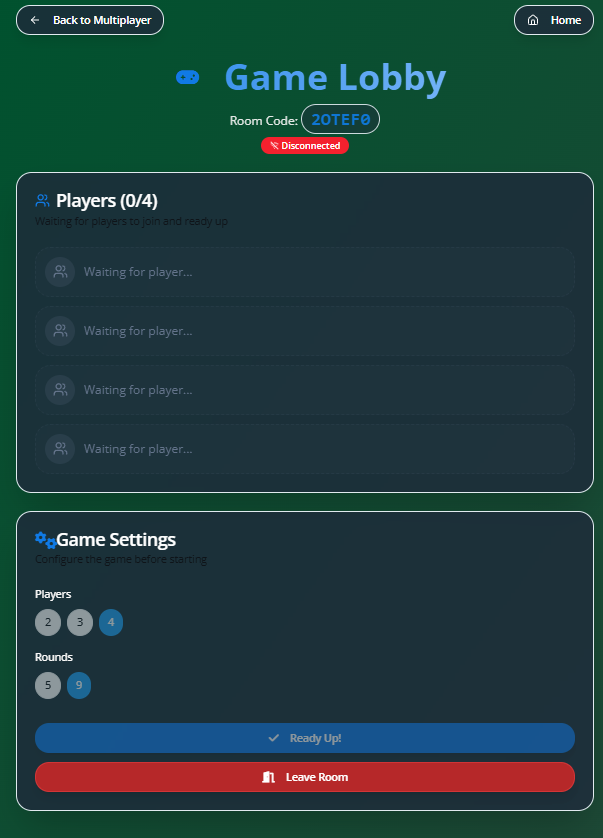 Back to Multiplayer
Home
Game Lobby
Room Code: 2OTEF0
Disconnected
Players (0/4)
Waiting for players to join and ready up
Waiting for player...
Waiting for player...
Waiting for player...
Waiting for player...
Game Settings
Configure the game before starting
Players
2 3 4
Rounds
5 9
Ready Up!
Leave Room